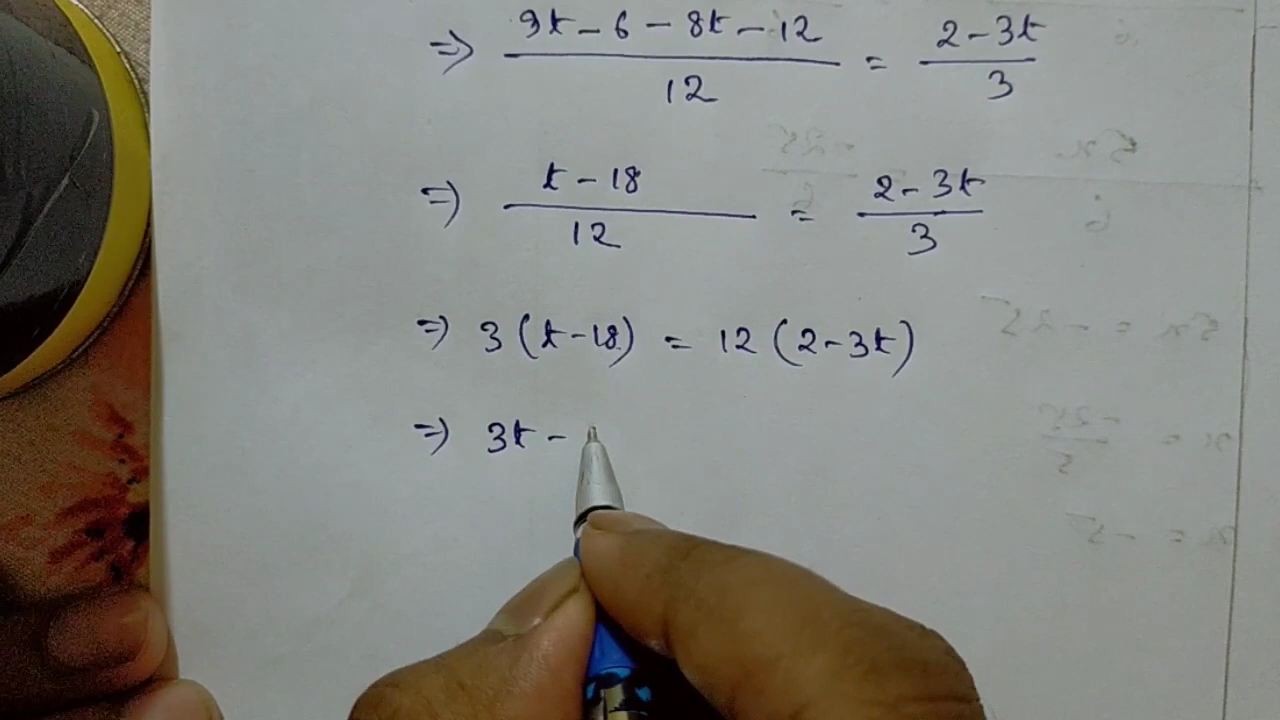 ⇒ 9t - 6 - 8t - 12 / 12 = 2 - 3t / 3
⇒ t - 18 / 12 = 2 - 3t / 3
⇒ 3(t - 18) = 12(2 - 3t)
⇒ 3t -